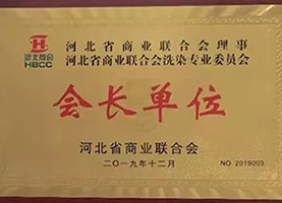 河北省商业联合会理事
河北省商业联合会洗染专业委员会
河北商会
HBCC
会长单位
河北省商业联合会
二〇一九年十二月
NO. 2019003